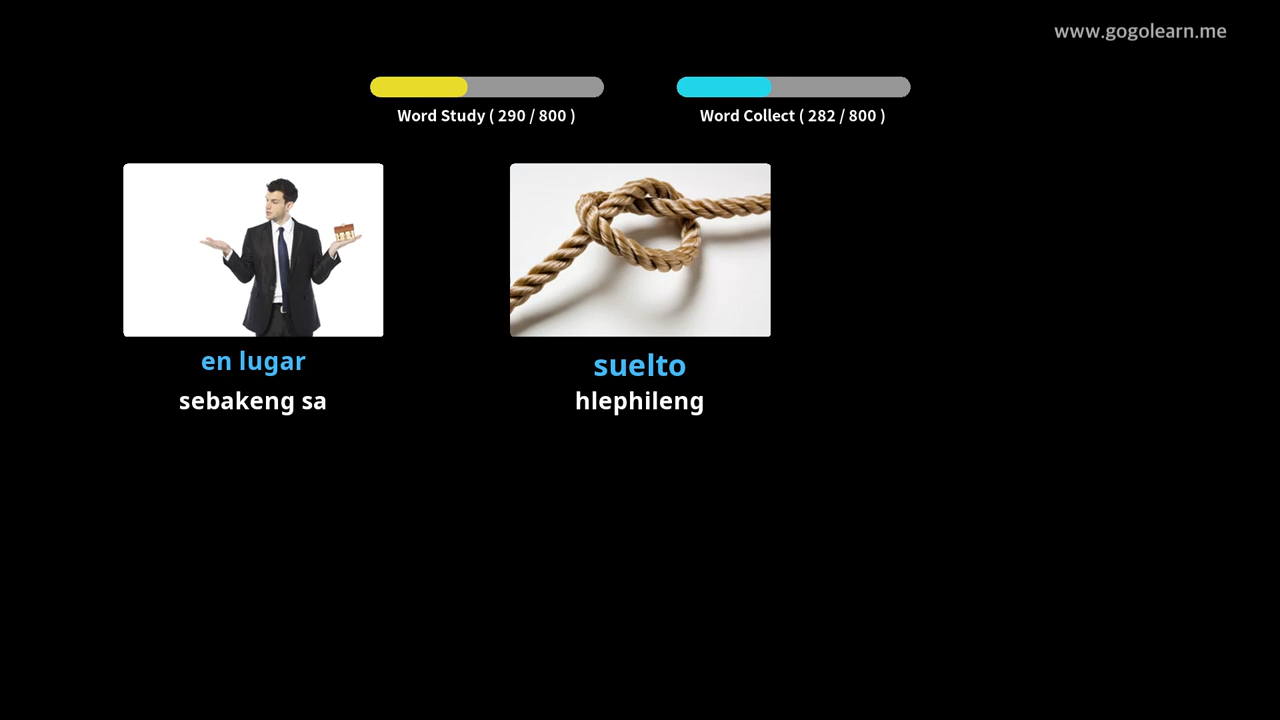 www.gogolearn.me
Word Study ( 290 / 800 )
Word Collect ( 282 / 800 )
en lugar
sebakeng sa
suelto
hlephileng